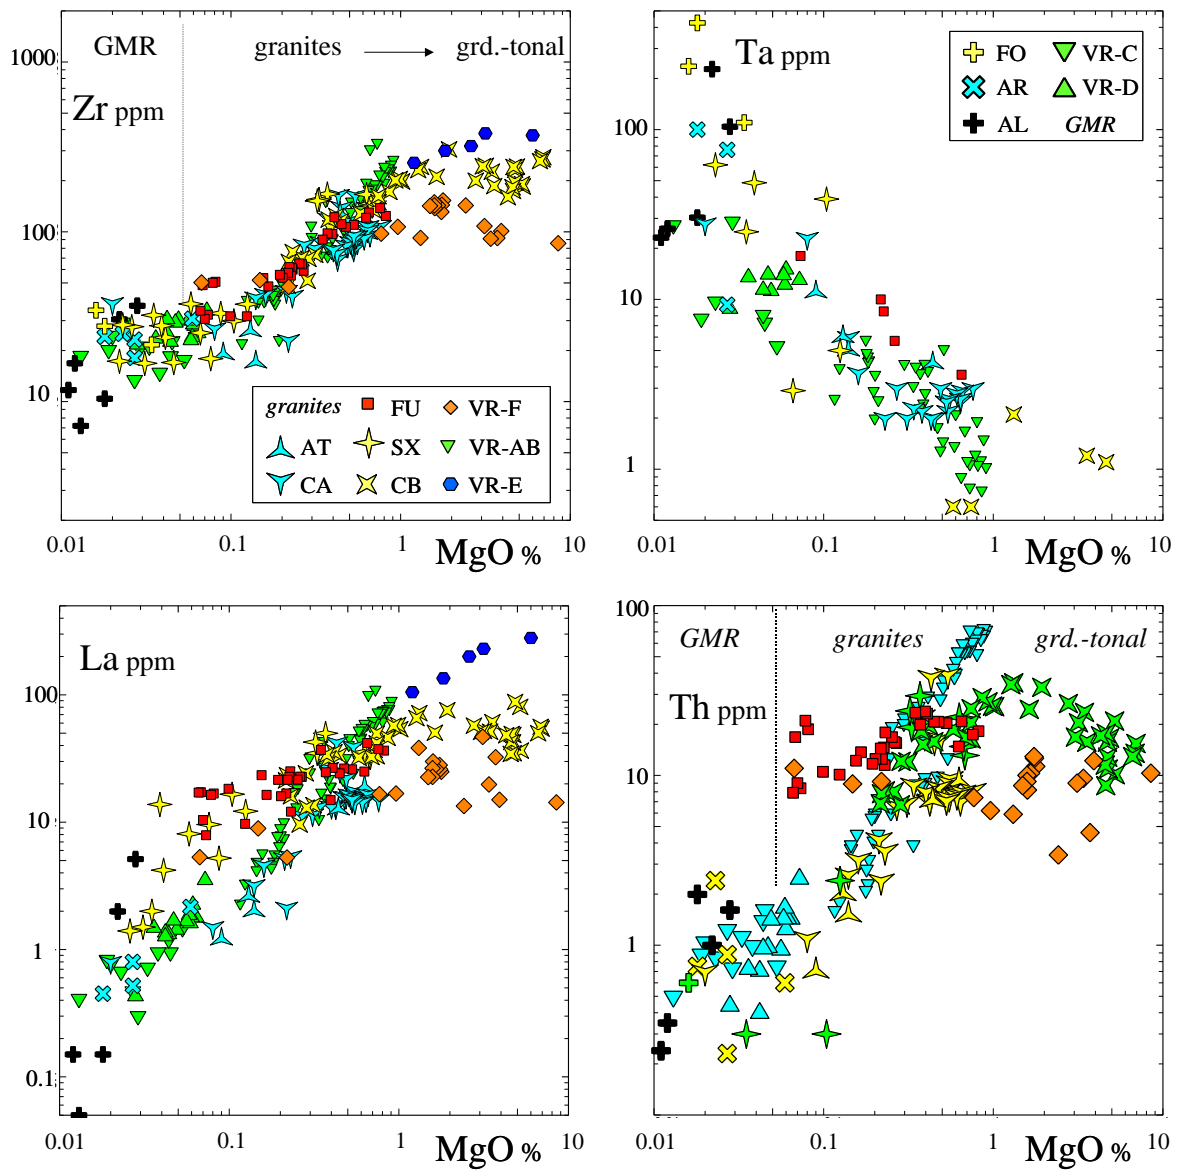 GMR granites grd.-tonal
1000
Zr ppm
100
10
granites FU VR-F
AT SX VR-AB
CA CB VR-E
0.01 0.1 1 10
MgO %
Ta ppm
FO VR-C
AR VR-D
AL GMR
100
10
1
0.01 0.1 1 10
MgO %
La ppm
100
10
1
0.1
0.01 0.1 1 10
MgO %
100
GMR granites grd.-tonal
Th ppm
10
1
0.01 0.1 1 10
MgO %